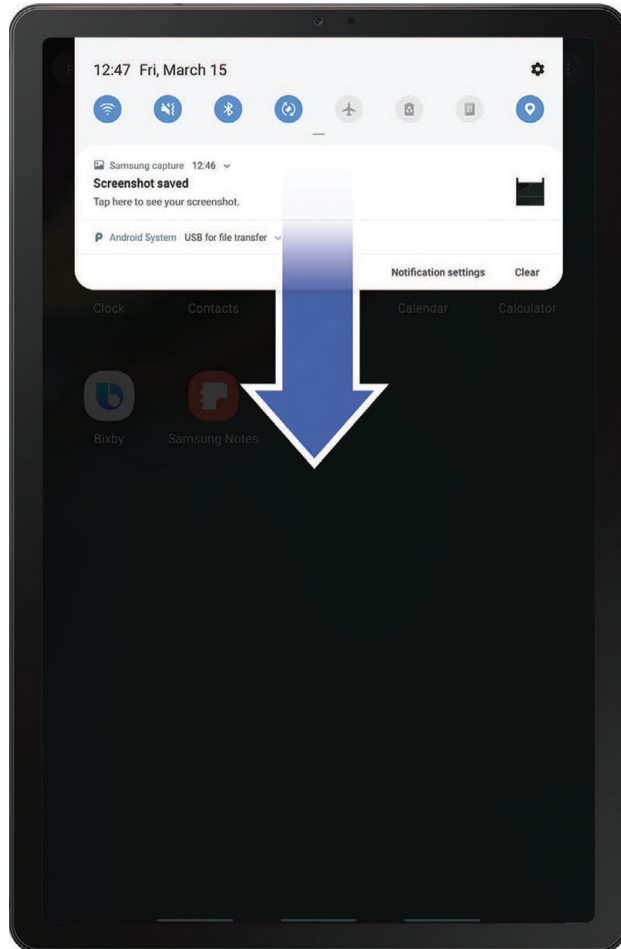 12:47 Fri, March 15
Samsung capture 12:46
Screenshot saved
Tap here to see your screenshot.
Android System USB for file transfer
Notification settings Clear
Clock Contacts Calendar Calculator
Bixby Samsung Notes